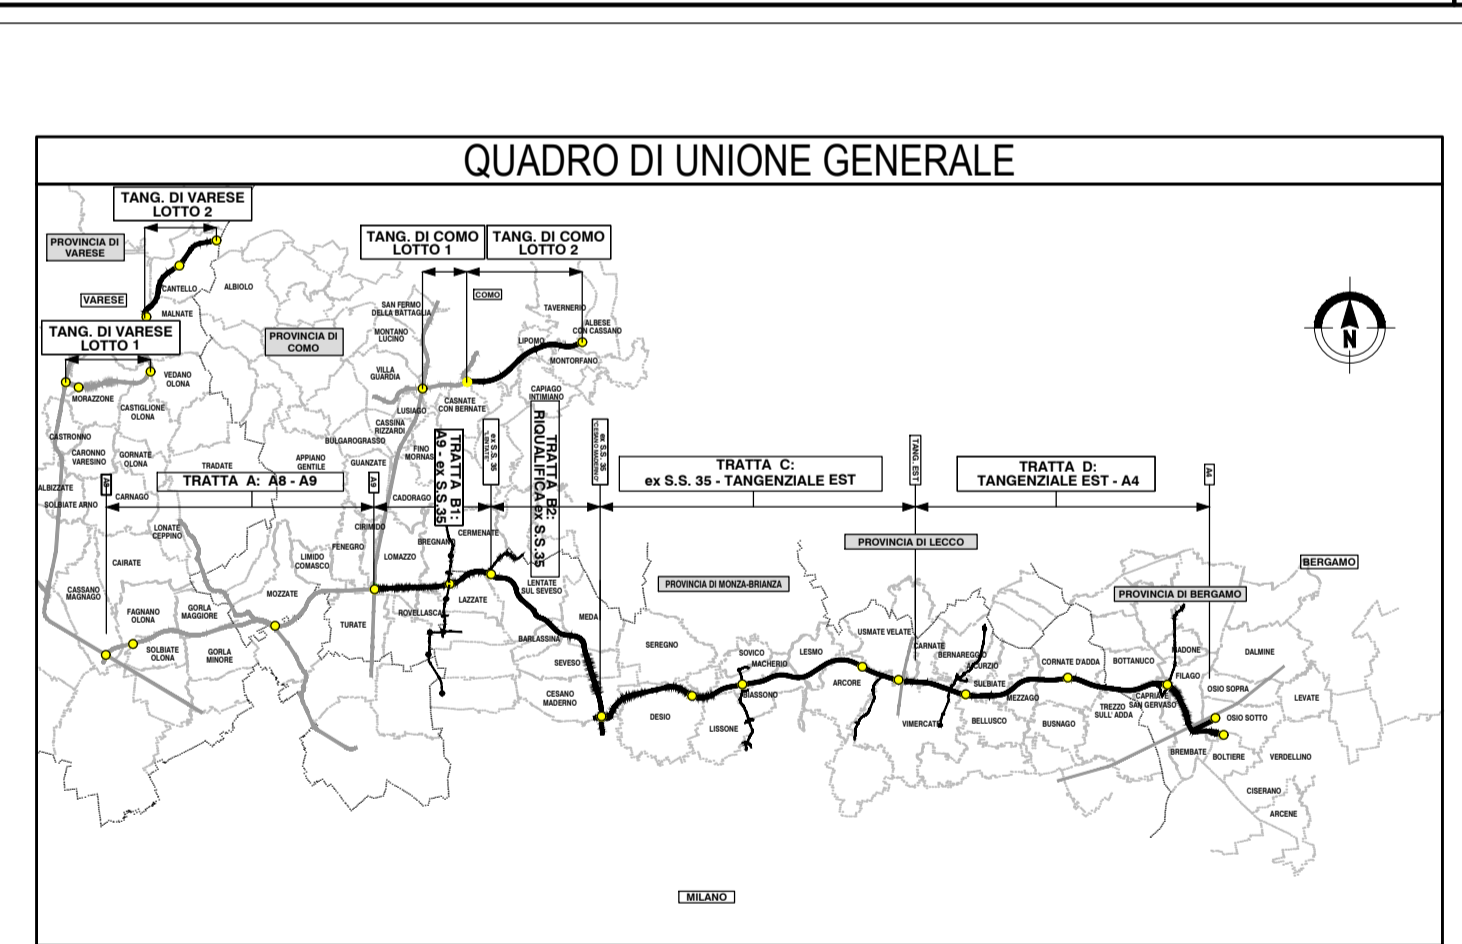 QUADRO DI UNIONE GENERALE
TANG. DI VARESE
LOTTO 2
PROVINCIA DI
VARESE
CANTELLO
ALBIOLO
VARESE
MALNATE
TANG. DI VARESE
LOTTO 1
VEDANO
OLONA
MORAZZONE
CASTIGLIONE
OLONA
TANG. DI COMO
LOTTO 1
TANG. DI COMO
LOTTO 2
COMO
SAN FERMO
DELLA BATTAGLIA
MONTANO
LUCINO
PROVINCIA DI
COMO
TAVERNERIO
ALBESE
CON CASSANO
LIPOMO
MONTORFANO
VILLA
GUARDIA
CAPIAGO
INTIMIANO
CASNATE
CON BERNATE
LUSIAGO
CASSINA
RIZZARDI
BULGAROGRASSO
FINO
MORNAS
N
CASTRONNO
CARONNO
VARESINO
GORNATE
OLONA
TRADATE
APPIANO
GENTILE
GUANZATE
ALBIZZATE
SOLBIATE ARNO
CARNAGO
CADORAGO
A8
TRATTA A: A8 - A9
A9
TRATTA B1:
A9 - ex S.S.35
ex S.S. 35
"LENTATE"
TRATTA B2:
RIQUALIFICA ex S.S.35
ex S.S. 35
"CESANO MADERNO"
TRATTA C:
ex S.S. 35 - TANGENZIALE EST
TANG. EST
TRATTA D:
TANGENZIALE EST - A4
A4
LONATE
CEPPINO
CIRIMIDO
FENEGRO
LOMAZZO
BREGNANO
CERMENATE
PROVINCIA DI LECCO
CAIRATE
LIMIDO
COMASCO
BERGAMO
CASSANO
MAGNAGO
MOZZATE
LENTATE
SUL SEVESO
PROVINCIA DI MONZA-BRIANZA
PROVINCIA DI BERGAMO
FAGNANO
OLONA
GORLA
MAGGIORE
ROVELLASCA
LAZZATE
TURATE
MEDA
SOLBIATE
OLONA
GORLA
MINORE
BARLASSINA
SEVESO
SEREGNO
SOVICO
MACHERIO
LESMO
USMATE VELATE
CARNATE
BERNAREGGIO
AICURZIO
CORNATE D'ADDA
BOTTANUCO
MADONE
FILAGO
DALMINE
CESANO
MADERNO
DESIO
BIASSONO
LISSONE
ARCORE
SULBIATE
MEZZAGO
CAPRIATE
SAN GERVASO
OSIO SOPRA
LEVATE
VIMERCATE
BELLUSCO
BUSNAGO
TREZZO
SULL' ADDA
OSIO SOTTO
BREMBATE
BOLTIERE
VERDELLINO
CISERANO
ARCENE
MILANO